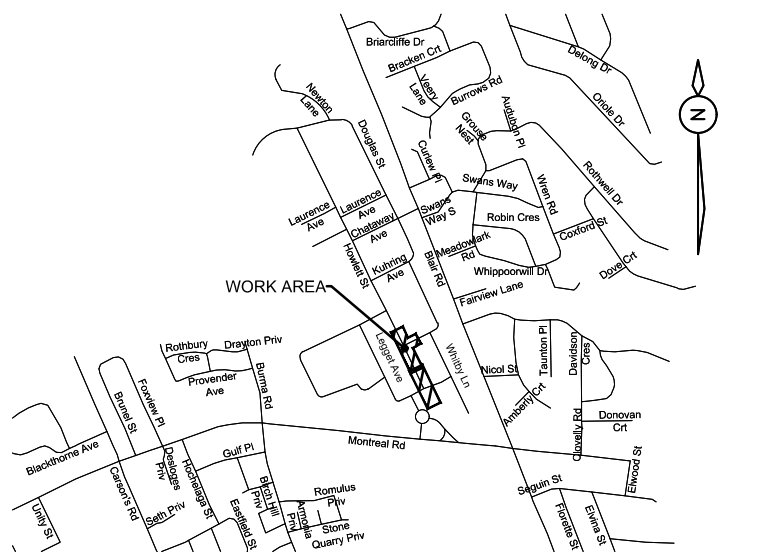 Briarcliffe Dr
Bracken Crt
Veery
Lane
Burrows Rd
Delong Dr
Oriole Dr
Newton
Lane
Audubon Pl
Grouse
Nest
N
Douglas St
Curlew Pl
Swans Way
Wren Rd
Rothwell Dr
Laurence
Ave
Laurence
Ave
Chataway
Ave
Swans
Way S
Robin Cres
Coxford St
Howlett St
Meadowlark
Rd
Kuhring
Ave
Blair Rd
Whippoorwill Dr
Dove Crt
Fairview Lane
WORK AREA
Rothbury
Cres
Drayton Priv
Provender
Ave
Burma Rd
Legget Ave
Whitby Ln
Nicol St
Taunton Pl
Davidson
Cres
Amberly Crt
Brunel St
Foxview Pl
Clovelly Rd
Donovan
Crt
Montreal Rd
Blackthorne Ave
Carson's Rd
Desloges
Priv
Hochelaga St
Gulf Pl
Birch Hill
Priv
Seguin St
Elwood St
Unity St
Seth Priv
Eastfield St
Armonia
Priv
Romulus
Priv
Stone
Quarry Priv
Florette St
Elvina St